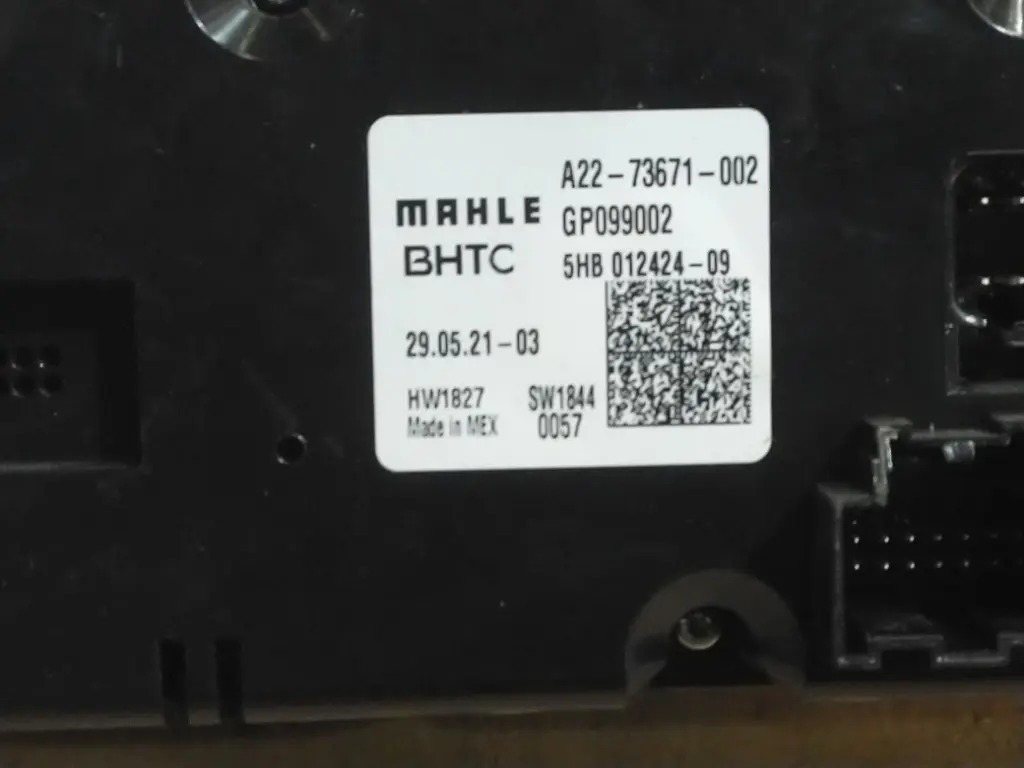 A22-73671-002
MAHLE
GP099002
BHTC
5HB 012424-09
29.05.21-03
HW1827 SW1844
Made in MEX 0057